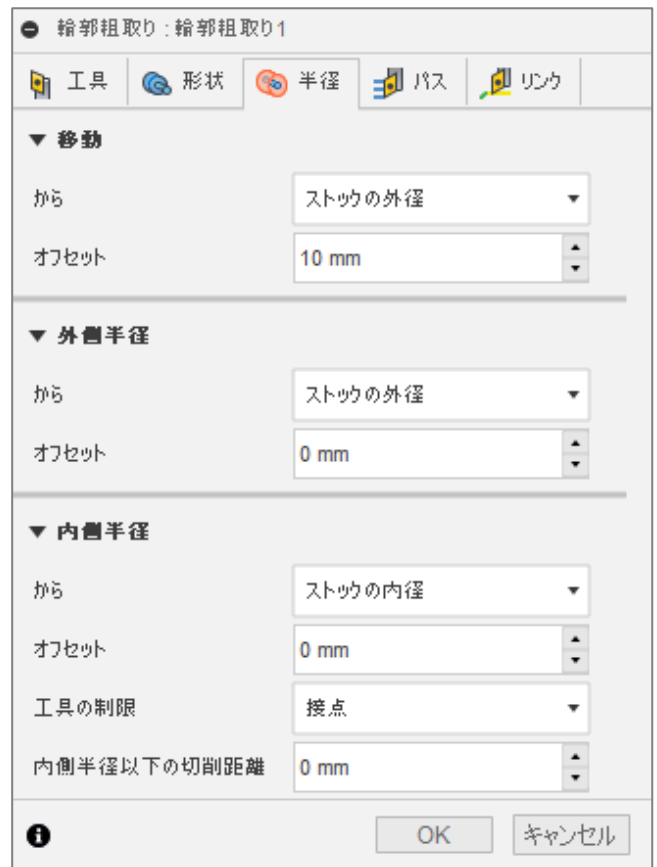 輪郭粗取り : 輪郭粗取り1
工具 形状 半径 パス リンク
▼ 移動
から ストックの外径
オフセット 10 mm
▼ 外側半径
から ストックの外径
オフセット 0 mm
▼ 内側半径
から ストックの内径
オフセット 0 mm
工具の制限 接点
内側半径以下の切削距離 0 mm
OK キャンセル